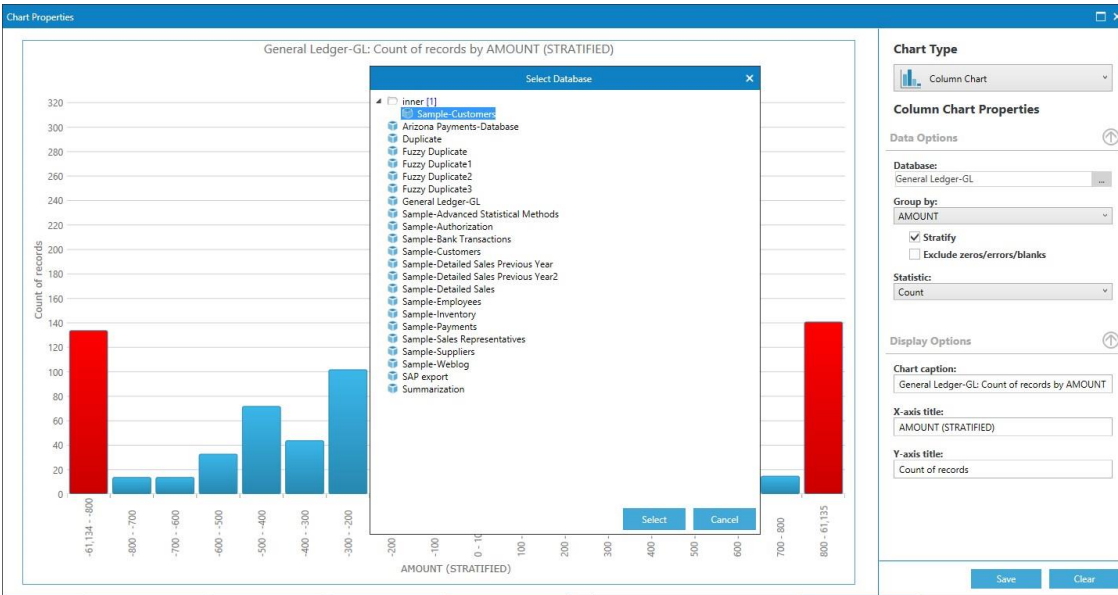 Chart Properties
General Ledger-GL: Count of records by AMOUNT (STRATIFIED)
Count of records
320
300
280
260
240
220
200
180
160
140
120
100
80
60
40
20
0
-61,134 - -800
-800 - -700
-700 - -600
-600 - -500
-500 - -400
-400 - -300
-300 - -200
-200
-100
0 - 10
100
200
300
400
500
600
700 - 800
800 - 61,135
AMOUNT (STRATIFIED)
Select Database
inner [1]
Sample-Customers
Arizona Payments-Database
Duplicate
Fuzzy Duplicate
Fuzzy Duplicate1
Fuzzy Duplicate2
Fuzzy Duplicate3
General Ledger-GL
Sample-Advanced Statistical Methods
Sample-Authorization
Sample-Bank Transactions
Sample-Customers
Sample-Detailed Sales Previous Year
Sample-Detailed Sales Previous Year2
Sample-Detailed Sales
Sample-Employees
Sample-Inventory
Sample-Payments
Sample-Sales Representatives
Sample-Suppliers
Sample-Weblog
SAP export
Summarization
Select
Cancel
Chart Type
Column Chart
Column Chart Properties
Data Options
Database:
General Ledger-GL
...
Group by:
AMOUNT
Stratify
Exclude zeros/errors/blanks
Statistic:
Count
Display Options
Chart caption:
General Ledger-GL: Count of records by AMOUNT
X-axis title:
AMOUNT (STRATIFIED)
Y-axis title:
Count of records
Save
Clear